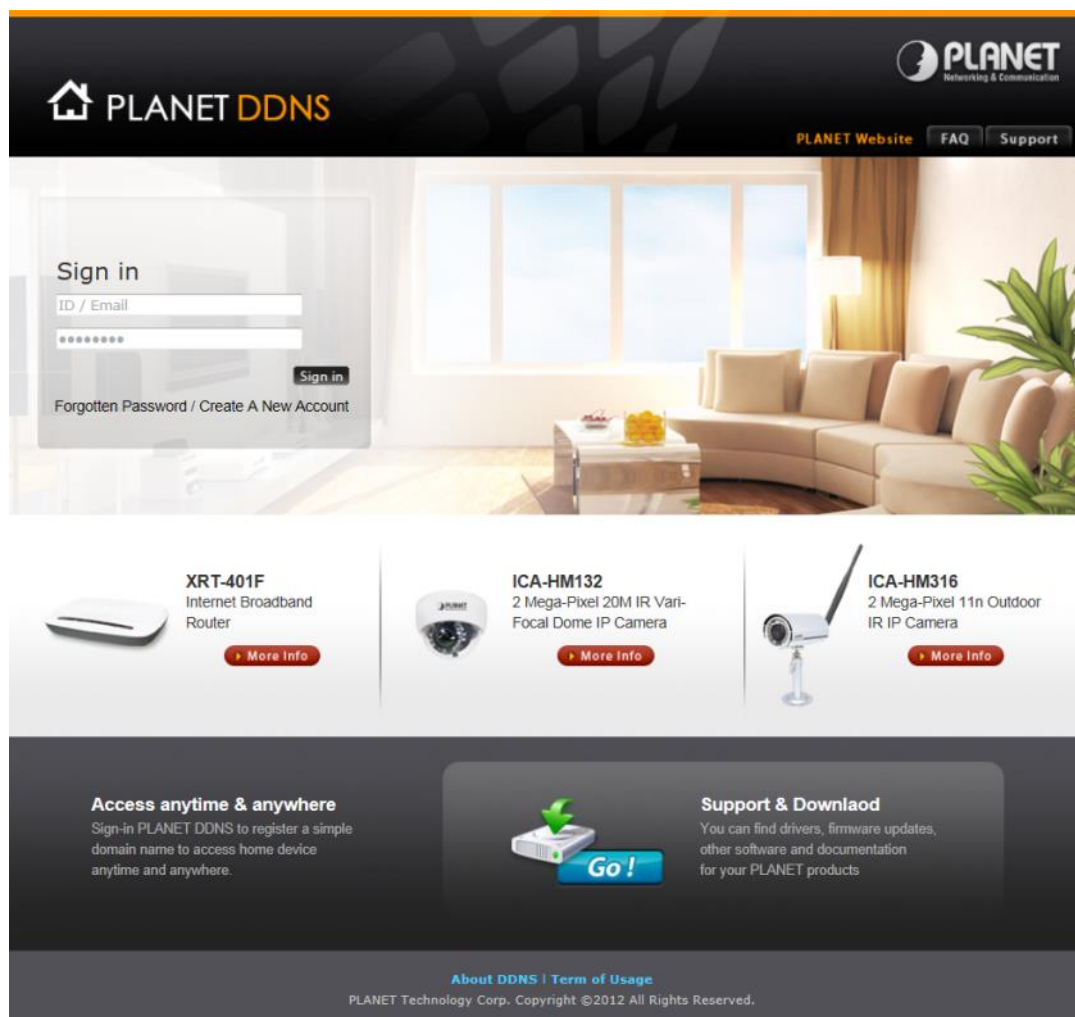 PLANET
Networking & Communication
PLANET DDNS
PLANET Website
FAQ
Support
Sign in
ID / Email
Sign in
Forgotten Password / Create A New Account
XRT-401F
Internet Broadband
Router
More Info
PLANET
ICA-HM132
2 Mega-Pixel 20M IR Vari-
Focal Dome IP Camera
More Info
ICA-HM316
2 Mega-Pixel 11n Outdoor
IR IP Camera
More Info
Access anytime & anywhere
Sign-in PLANET DDNS to register a simple
domain name to access home device
anytime and anywhere.
Go !
Support & Downlaod
You can find drivers, firmware updates,
other software and documentation
for your PLANET products
About DDNS | Term of Usage
PLANET Technology Corp. Copyright ©2012 All Rights Reserved.